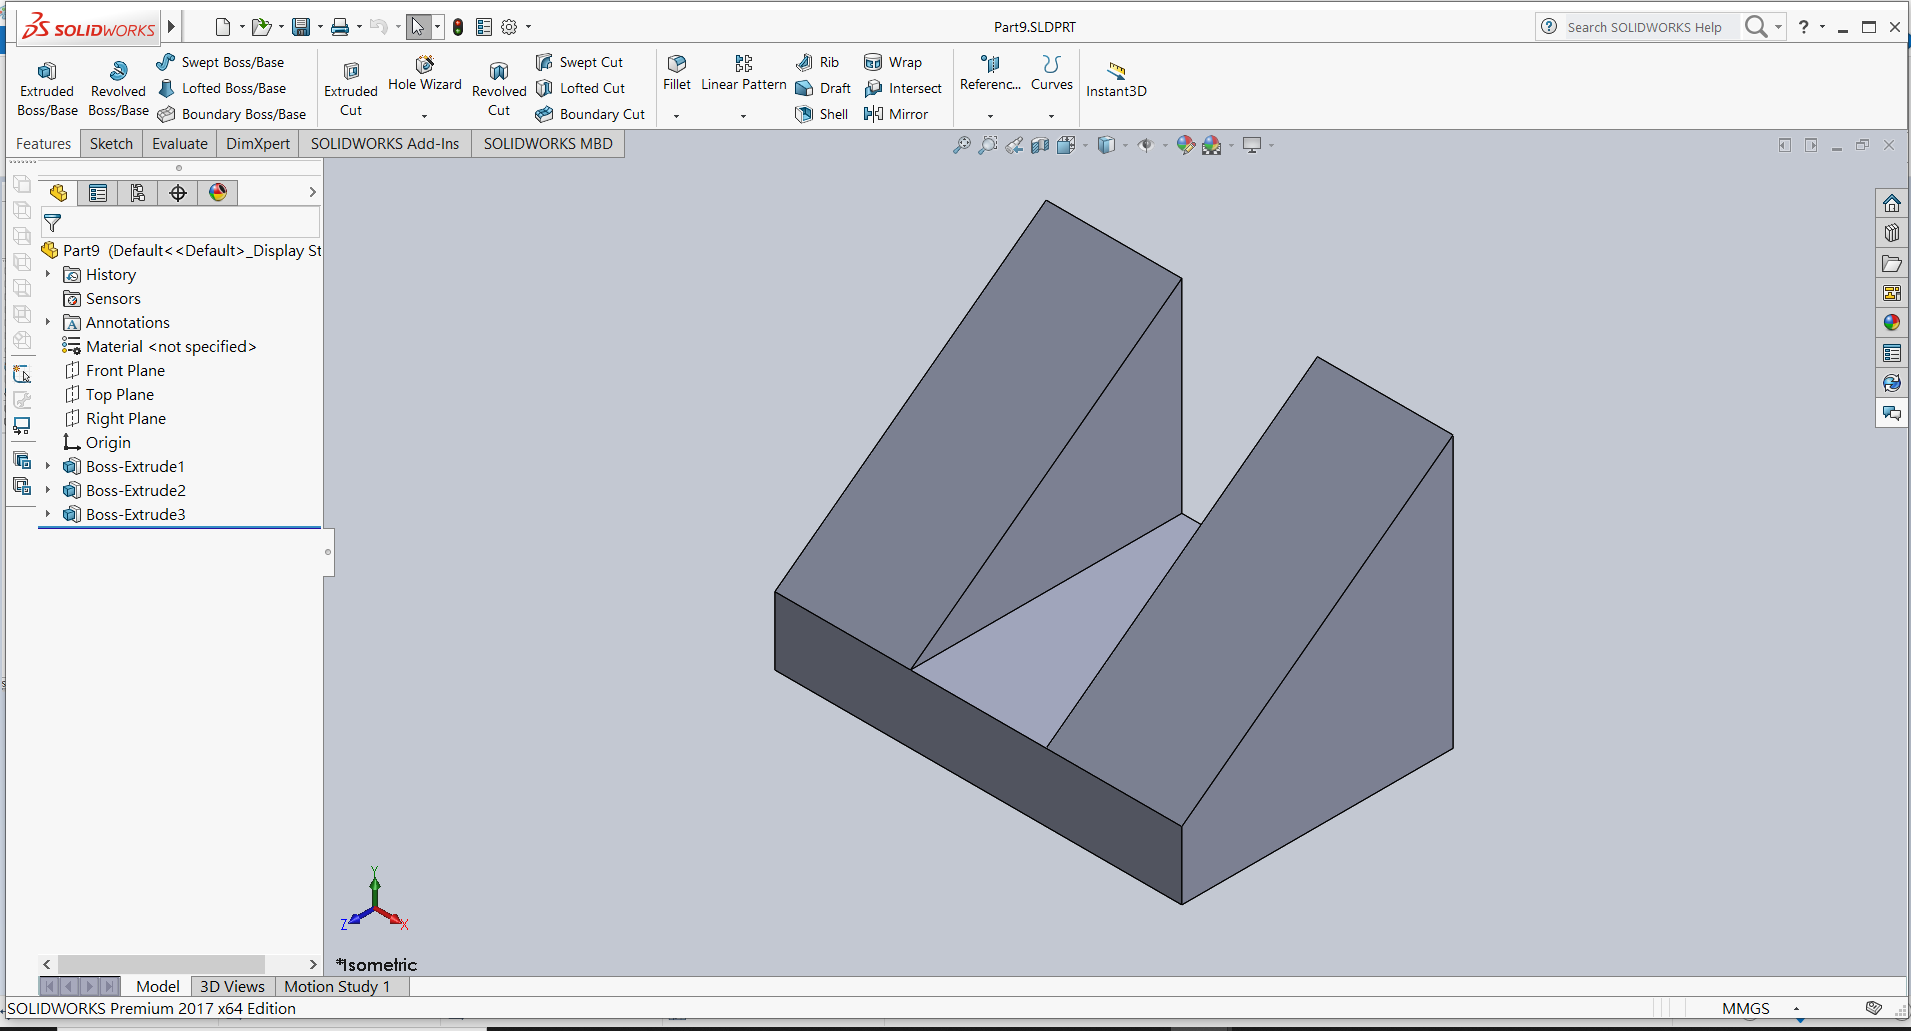 SOLIDWORKS
Part9.SLDPRT
Search SOLIDWORKS Help
?
Extruded Boss/Base
Revolved Boss/Base
Swept Boss/Base
Lofted Boss/Base
Boundary Boss/Base
Extruded Cut
Hole Wizard
Revolved Cut
Swept Cut
Lofted Cut
Boundary Cut
Fillet
Linear Pattern
Rib
Draft
Shell
Wrap
Intersect
Mirror
Referenc...
Curves
Instant3D
Features
Sketch
Evaluate
DimXpert
SOLIDWORKS Add-Ins
SOLIDWORKS MBD
Part9 (Default<<Default>_Display St
History
Sensors
Annotations
Material <not specified>
Front Plane
Top Plane
Right Plane
Origin
Boss-Extrude1
Boss-Extrude2
Boss-Extrude3
Y
Z
X
*Isometric
Model
3D Views
Motion Study 1
SOLIDWORKS Premium 2017 x64 Edition
MMGS